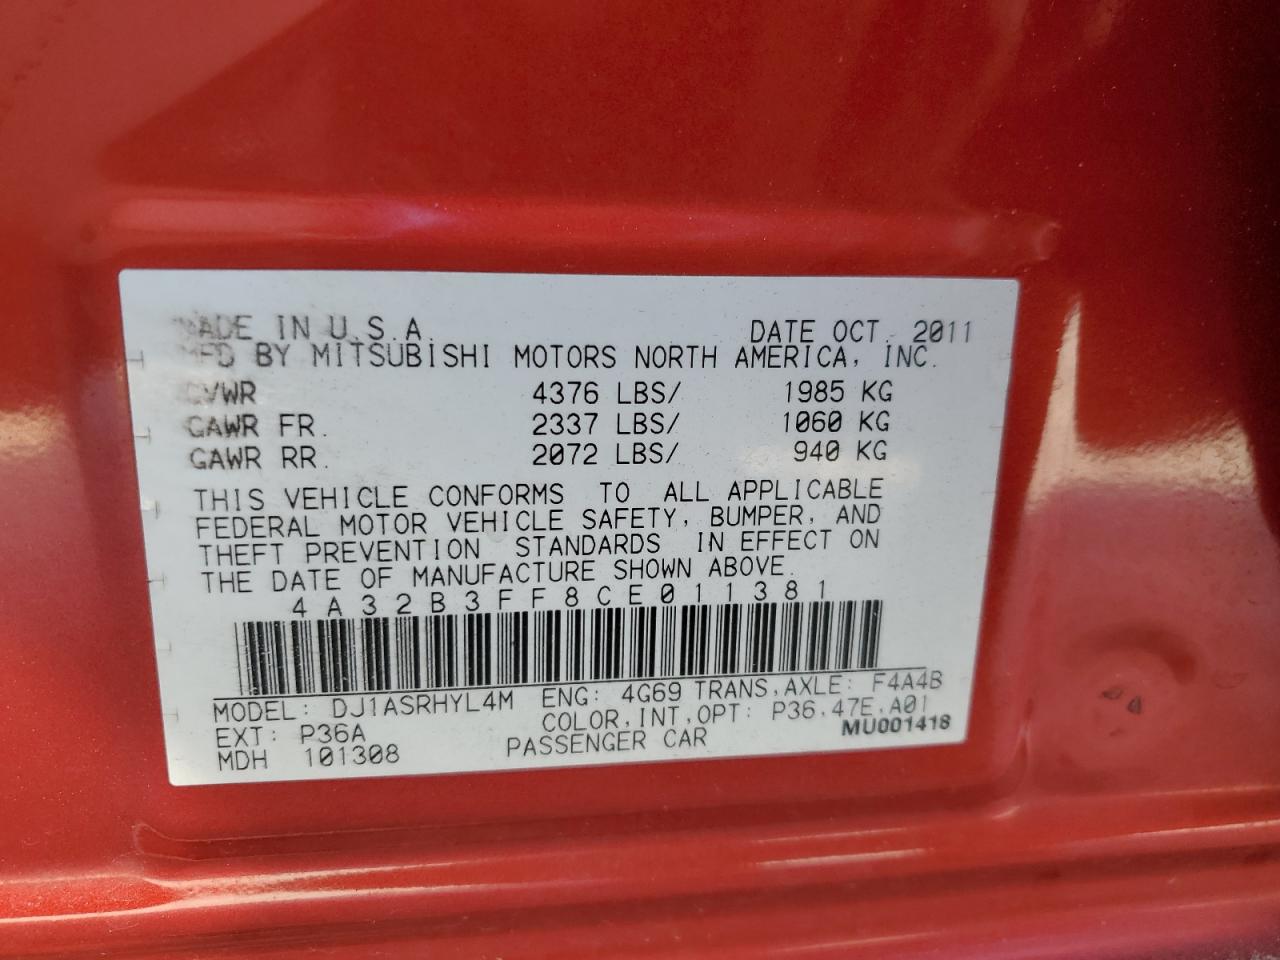 MADE IN U.S.A. DATE OCT. 2011
MFD BY MITSUBISHI MOTORS NORTH AMERICA, INC.
GVWR 4376 LBS/ 1985 KG
GAWR FR. 2337 LBS/ 1060 KG
GAWR RR. 2072 LBS/ 940 KG
THIS VEHICLE CONFORMS TO ALL APPLICABLE
FEDERAL MOTOR VEHICLE SAFETY, BUMPER, AND
THEFT PREVENTION STANDARDS IN EFFECT ON
THE DATE OF MANUFACTURE SHOWN ABOVE.
4A32B3FF8CE011381
MODEL: DJ1ASRHYL4M ENG: 4G69 TRANS,AXLE: F4A4B
EXT: P36A COLOR,INT,OPT: P36,47E,A01
MDH 101308 PASSENGER CAR MU001418